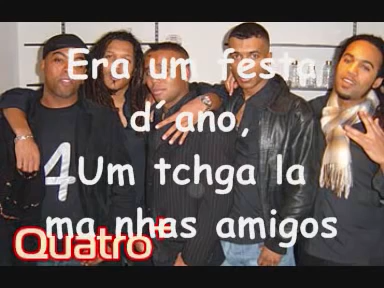 Era um festa
d´ano,
4 Um tchga la
ma nhas amigos
Quatro+